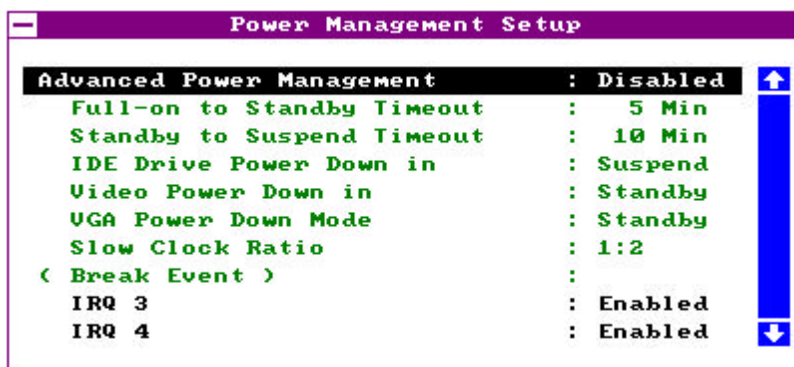 Power Management Setup
Advanced Power Management : Disabled
Full-on to Standby Timeout : 5 Min
Standby to Suspend Timeout : 10 Min
IDE Drive Power Down in : Suspend
Video Power Down in : Standby
VGA Power Down Mode : Standby
Slow Clock Ratio : 1:2
( Break Event ) :
IRQ 3 : Enabled
IRQ 4 : Enabled